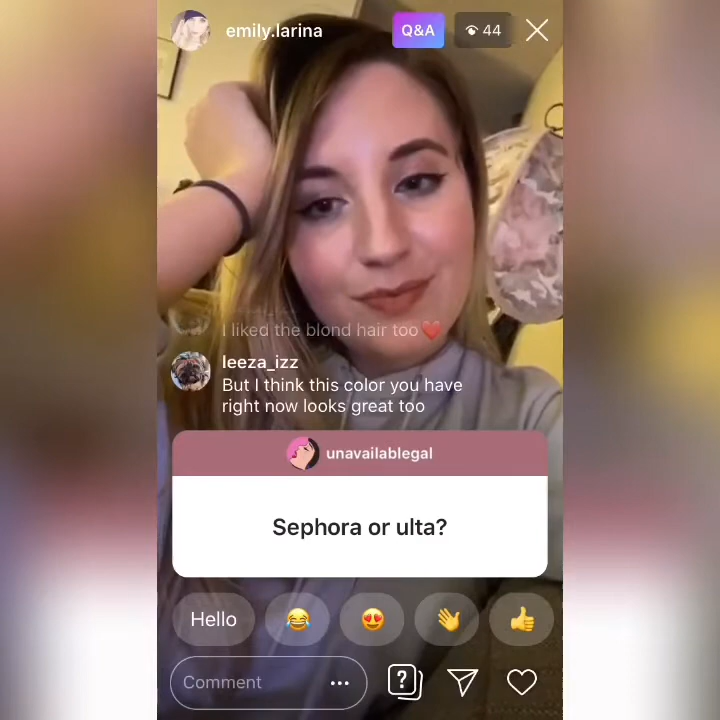 emily.larina
Q&A
44
I liked the blond hair too❤️
leeza_izz
But I think this color you have
right now looks great too
unavailablegal
Sephora or ulta?
Hello
Comment